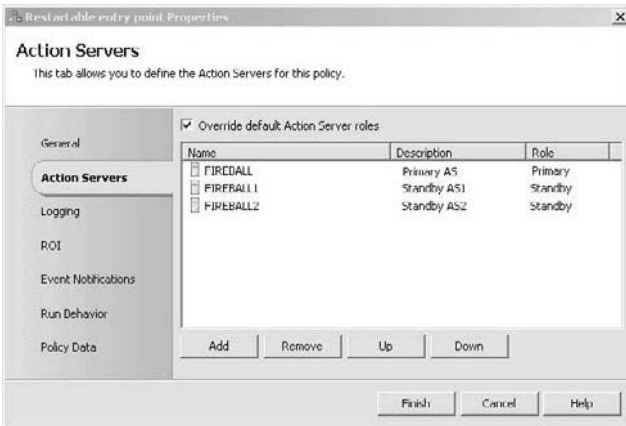 Restartable entry point Properties
Action Servers
This tab allows you to define the Action Servers for this policy.
General
Action Servers
Logging
ROI
Event Notifications
Run Behavior
Policy Data
Override default Action Server roles
Name Description Role
FIREBALL Primary AS Primary
FIREBALL1 Standby AS1 Standby
FIREBALL2 Standby AS2 Standby
Add Remove Up Down
Finish Cancel Help